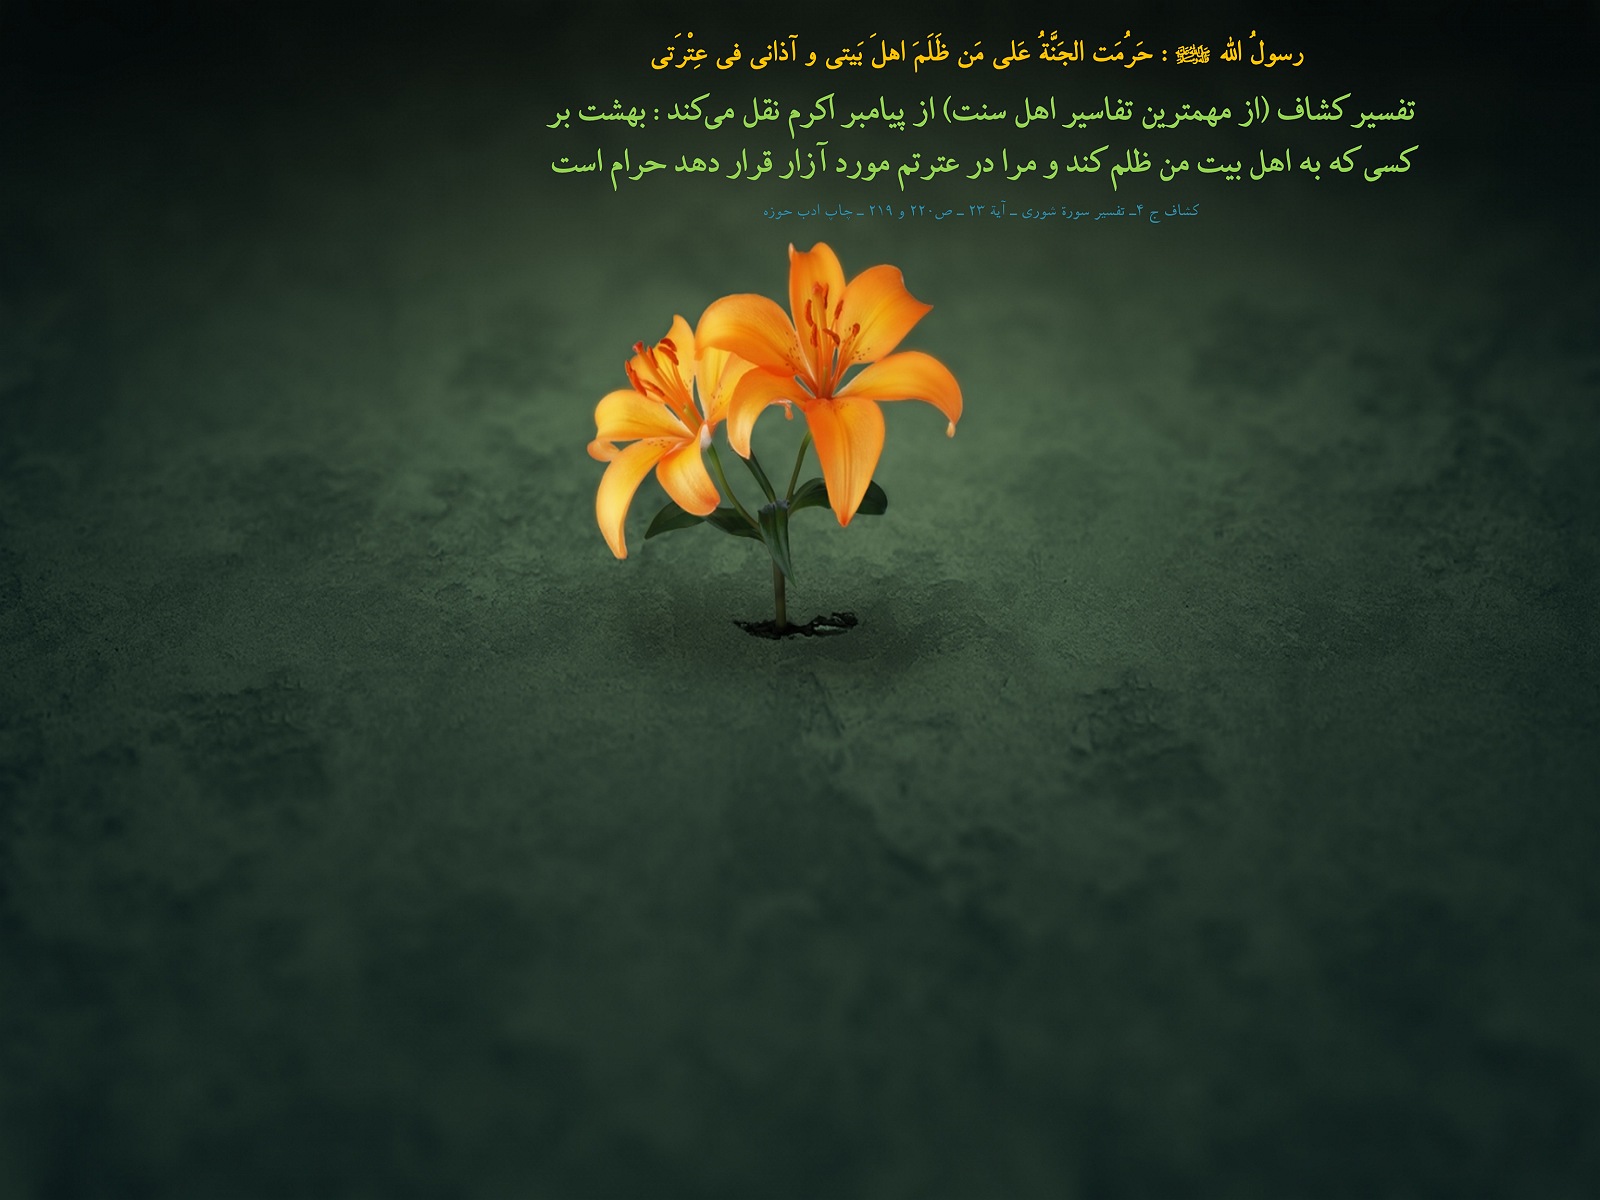 رسولُ الله ﷺ : حَرُمَت الجَنَّةُ عَلی مَن ظَلَمَ اهلَ بَیتی و آذانی فی عِتْرَتی
تفسیر کشاف (از مهمترین تفاسیر اهل سنت) از پیامبر اکرم نقل می‌کند : بهشت بر
کسی که به اهل بیت من ظلم کند و مرا در عترتم مورد آزار قرار دهد حرام است
کشاف ج ۴ـ تفسیر سورة شوری ـ آیة ۲۳ ـ ص۲۲۰ و ۲۱۹ ـ چاپ ادب حوزه